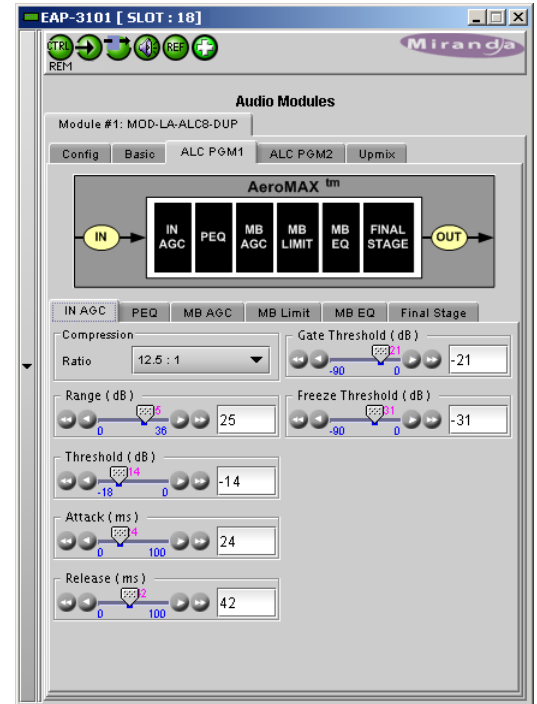 EAP-3101 [ SLOT : 18]
CTRL REF
REM
Miranda
Audio Modules
Module #1: MOD-LA-ALC8-DUP
Config Basic ALC PGM1 ALC PGM2 Upmix
AeroMAX tm
IN
IN AGC
PEQ
MB AGC
MB LIMIT
MB EQ
FINAL STAGE
OUT
IN AGC PEQ MB AGC MB Limit MB EQ Final Stage
Compression
Ratio 12.5 : 1
Gate Threshold ( dB )
21
-90 0 -21
Range ( dB )
5
0 36 25
Freeze Threshold ( dB )
31
-90 0 -31
Threshold ( dB )
14
-18 0 -14
Attack ( ms )
4
0 100 24
Release ( ms )
2
0 100 42